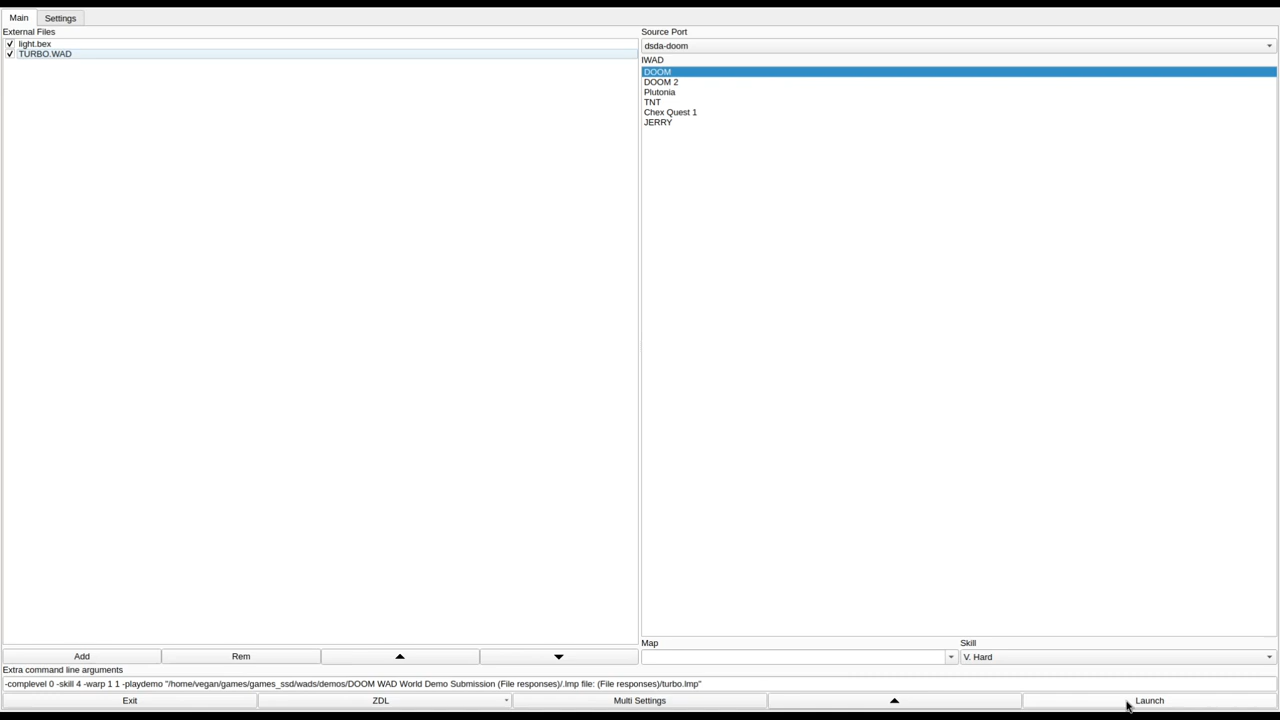 Main Settings
External Files
light.bex
TURBO.WAD
Source Port
dsda-doom
IWAD
DOOM
DOOM 2
Plutonia
TNT
Chex Quest 1
JERRY
Map Skill
V. Hard
Add Rem
Extra command line arguments
-complevel 0 -skill 4 -warp 1 1 -playdemo "/home/vegan/games/games_ssd/wads/demos/DOOM WAD World Demo Submission (File responses)/.lmp file: (File responses)/turbo.lmp"
Exit ZDL Multi Settings Launch